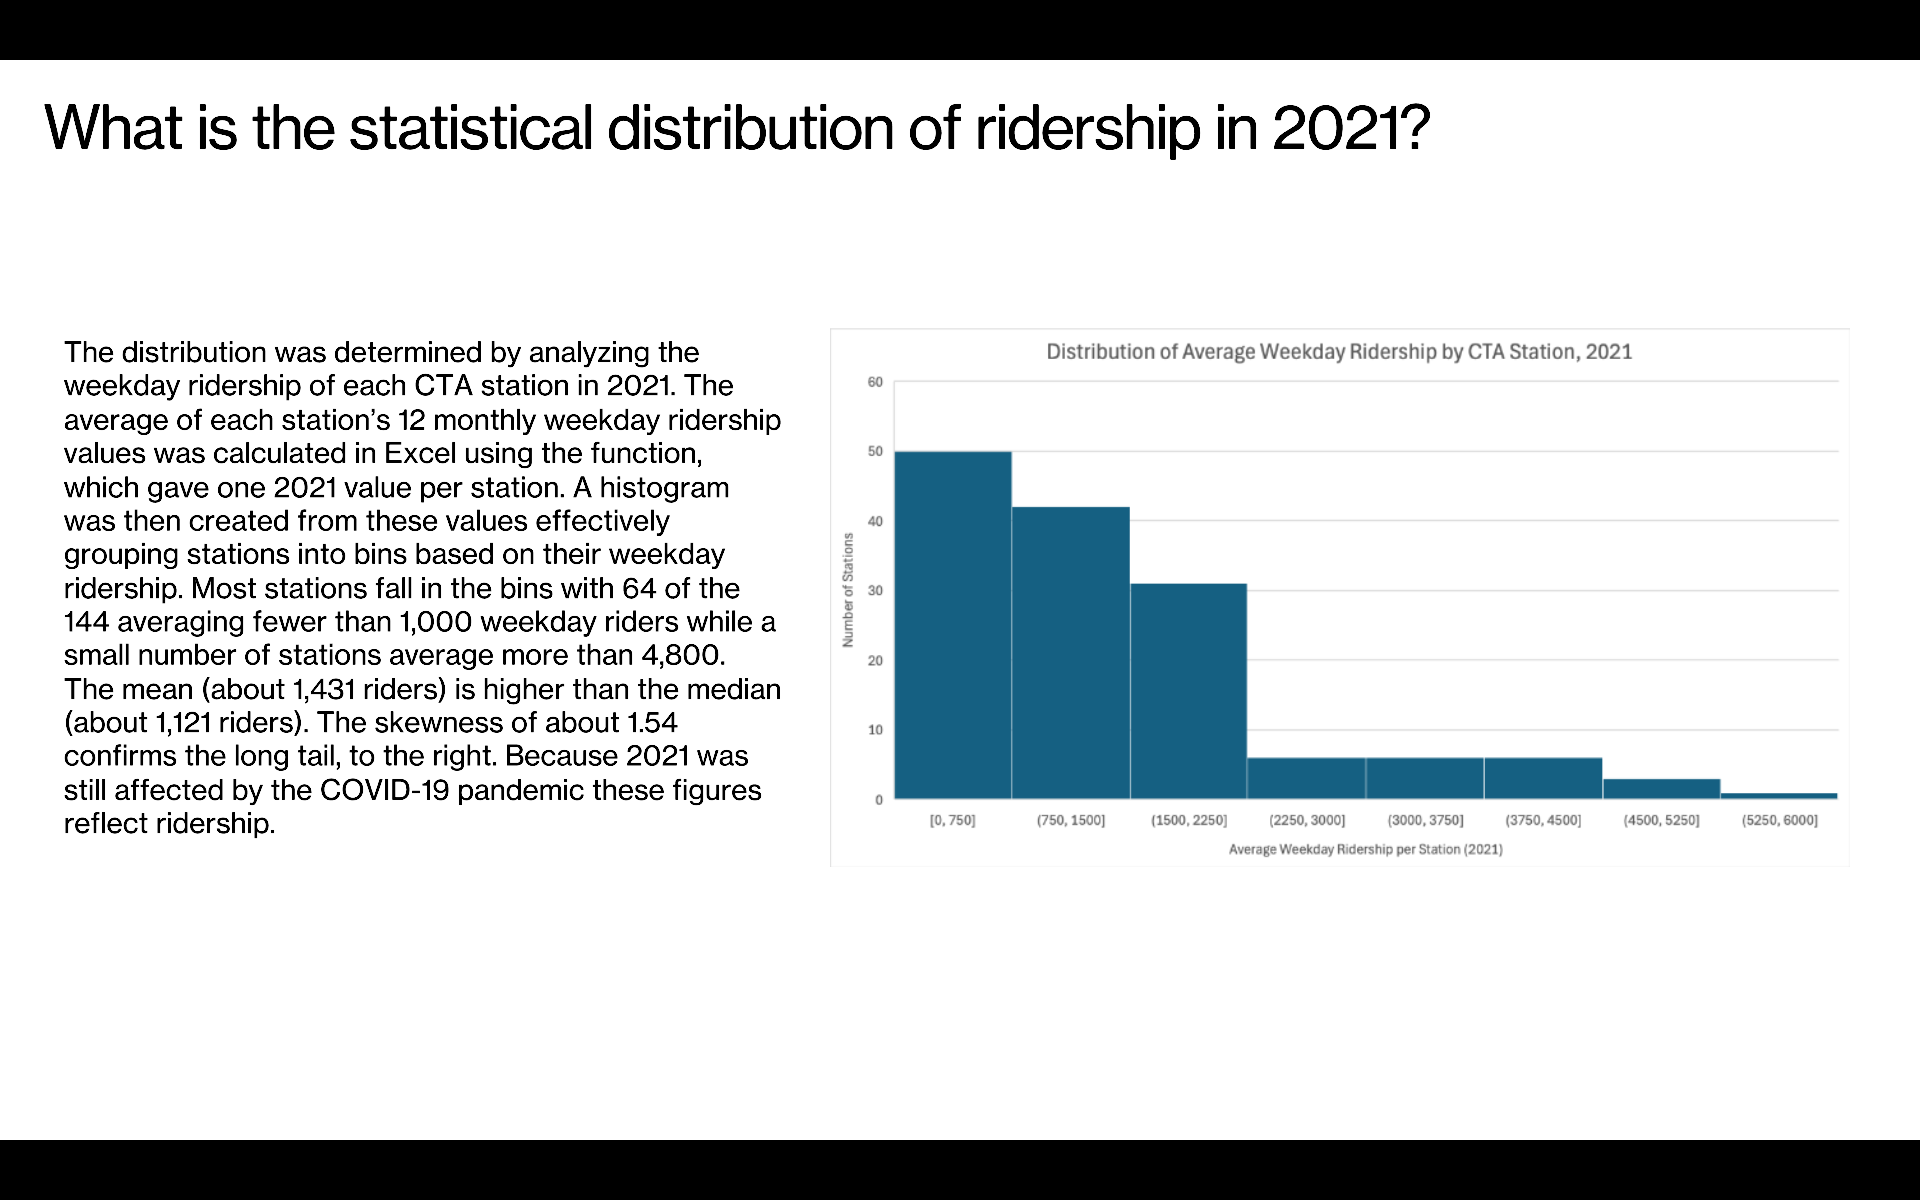 What is the statistical distribution of ridership in 2021?
The distribution was determined by analyzing the
weekday ridership of each CTA station in 2021. The
average of each station’s 12 monthly weekday ridership
values was calculated in Excel using the function,
which gave one 2021 value per station. A histogram
was then created from these values effectively
grouping stations into bins based on their weekday
ridership. Most stations fall in the bins with 64 of the
144 averaging fewer than 1,000 weekday riders while a
small number of stations average more than 4,800.
The mean (about 1,431 riders) is higher than the median
(about 1,121 riders). The skewness of about 1.54
confirms the long tail, to the right. Because 2021 was
still affected by the COVID-19 pandemic these figures
reflect ridership.
Distribution of Average Weekday Ridership by CTA Station, 2021
Number of Stations
60
50
40
30
20
10
0
[0, 750] (750, 1500] (1500, 2250] (2250, 3000] (3000, 3750] (3750, 4500] (4500, 5250] (5250, 6000]
Average Weekday Ridership per Station (2021)